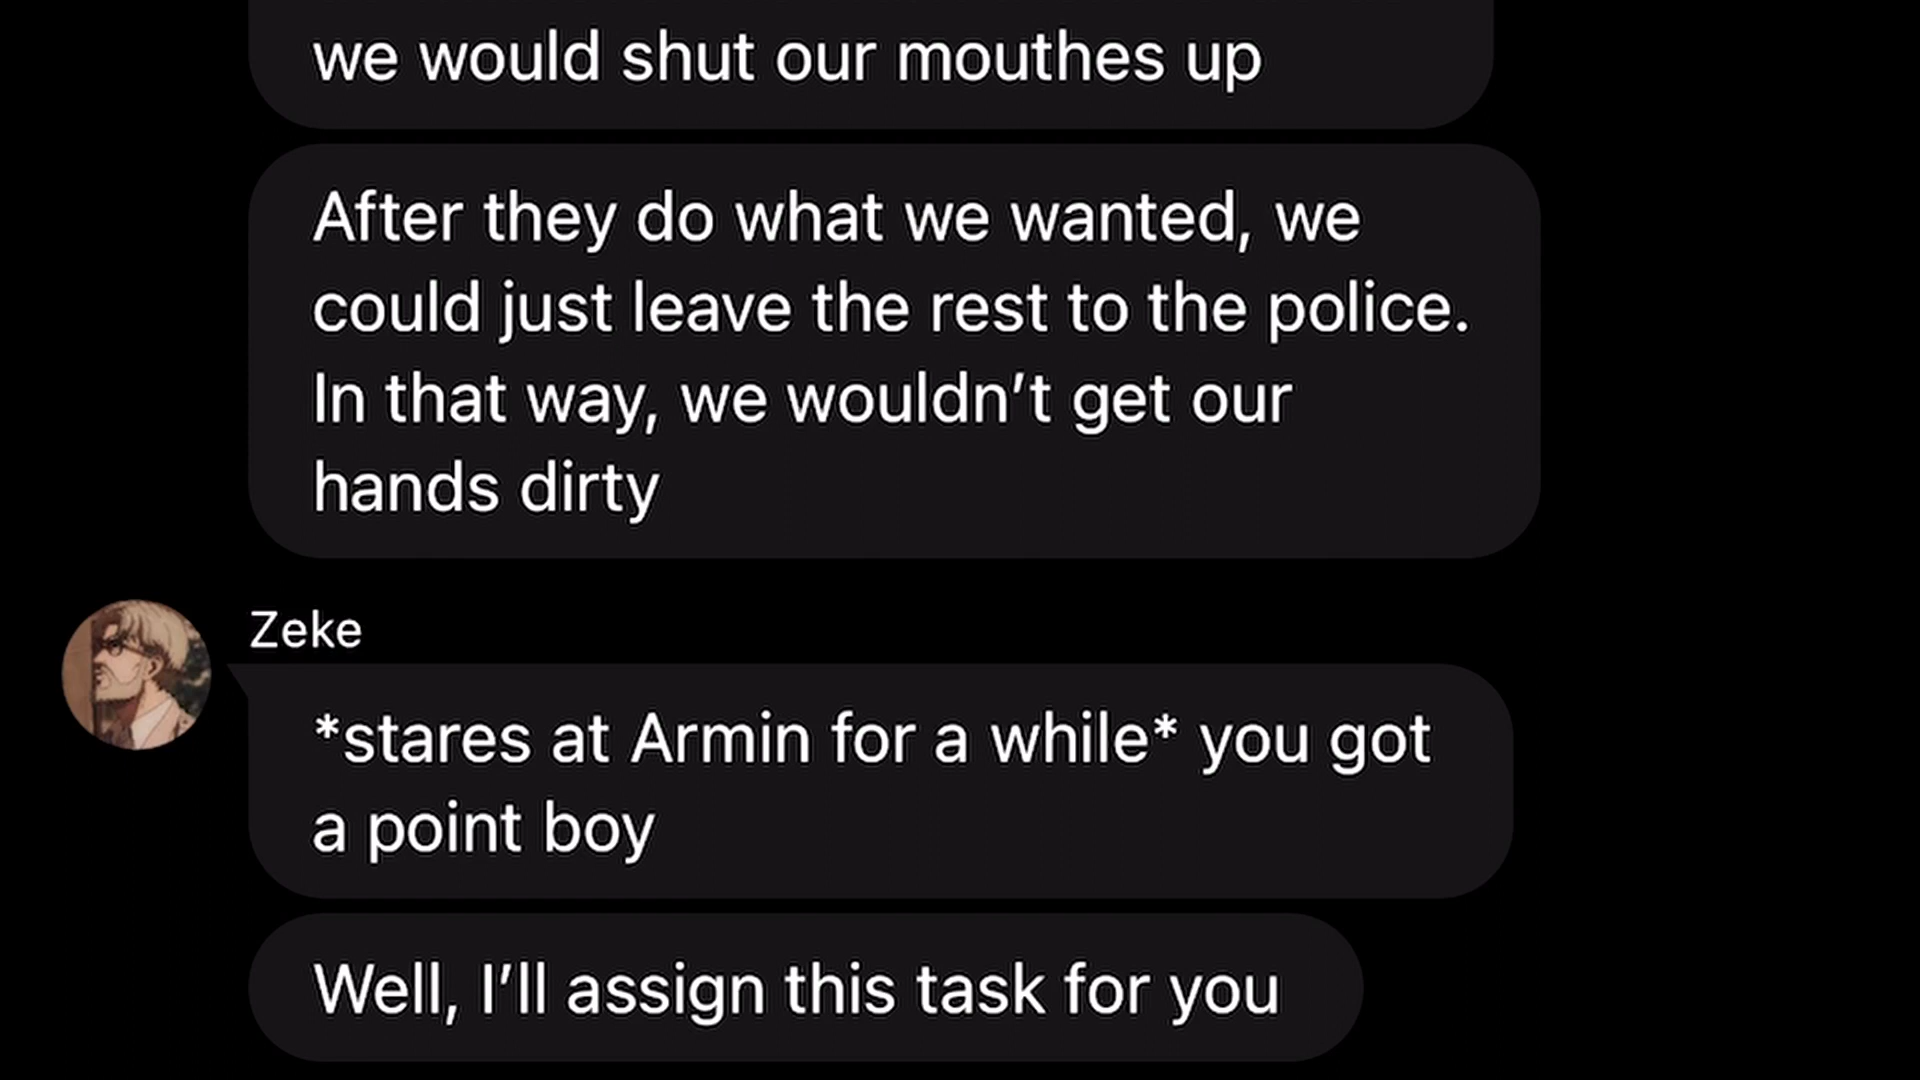 we would shut our mouthes up
After they do what we wanted, we
could just leave the rest to the police.
In that way, we wouldn’t get our
hands dirty
Zeke
*stares at Armin for a while* you got
a point boy
Well, I’ll assign this task for you